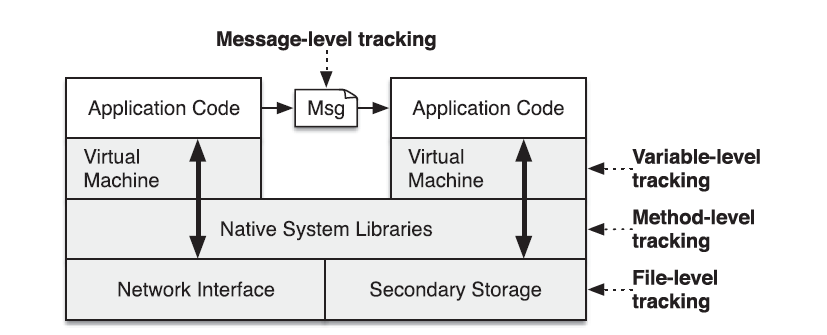 Message-level tracking
Application Code
Msg
Application Code
Virtual
Machine
Virtual
Machine
Variable-level
tracking
Native System Libraries
Method-level
tracking
Network Interface
Secondary Storage
File-level
tracking